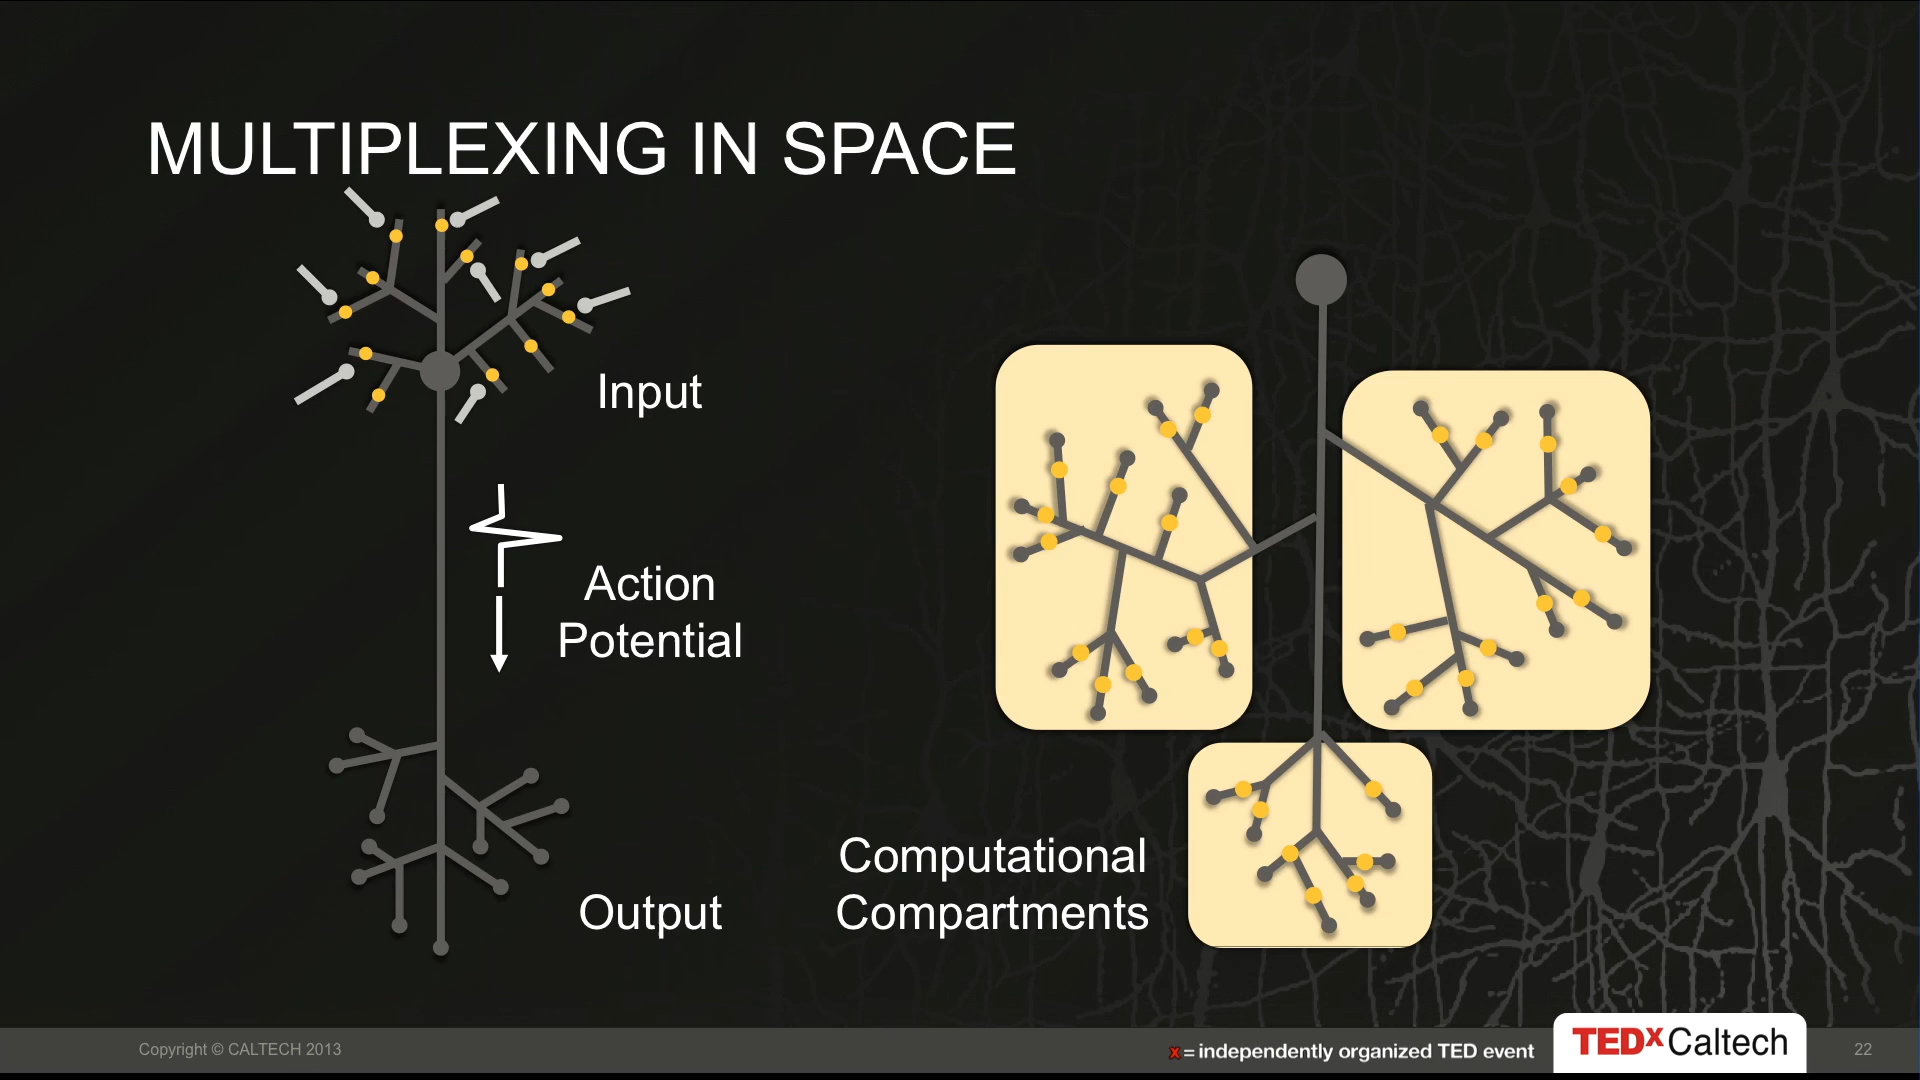 MULTIPLEXING IN SPACE
Input
Action
Potential
Output
Computational
Compartments
Copyright © CALTECH 2013
x = independently organized TED event
TEDxCaltech
22